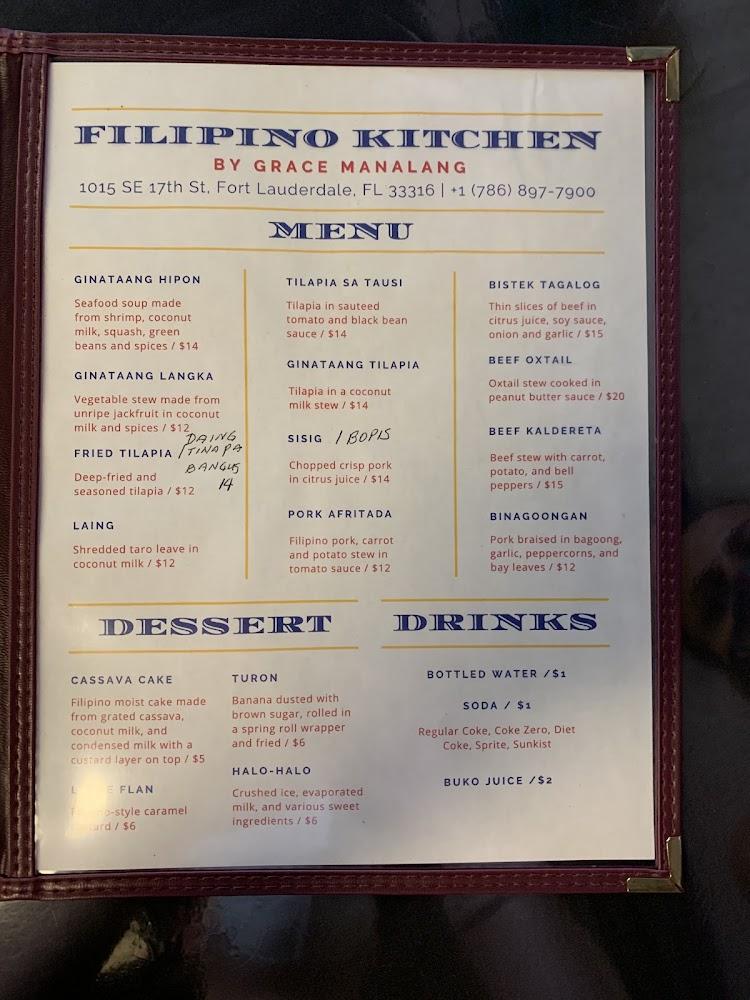 FILIPINO KITCHEN
BY GRACE MANALANG
1015 SE 17th St, Fort Lauderdale, FL 33316 | +1 (786) 897-7900
MENU
GINATAANG HIPON
Seafood soup made
from shrimp, coconut
milk, squash, green
beans and spices / $14
GINATAANG LANGKA
Vegetable stew made from
unripe jackfruit in coconut
milk and spices / $12
FRIED TILAPIA / DAING
TINAPA
BANGUS
14
Deep-fried and
seasoned tilapia / $12
LAING
Shredded taro leave in
coconut milk / $12
TILAPIA SA TAUSI
Tilapia in sauteed
tomato and black bean
sauce / $14
GINATAANG TILAPIA
Tilapia in a coconut
milk stew / $14
SISIG / BOPIS
Chopped crisp pork
in citrus juice / $14
PORK AFRITADA
Filipino pork, carrot
and potato stew in
tomato sauce / $12
BISTEK TAGALOG
Thin slices of beef in
citrus juice, soy sauce,
onion and garlic / $15
BEEF OXTAIL
Oxtail stew cooked in
peanut butter sauce / $20
BEEF KALDERETA
Beef stew with carrot,
potato, and bell
peppers / $15
BINAGOONGAN
Pork braised in bagoong,
garlic, peppercorns, and
bay leaves / $12
DESSERT
CASSAVA CAKE
Filipino moist cake made
from grated cassava,
coconut milk, and
condensed milk with a
custard layer on top / $5
FLAN
caramel
/ $6
TURON
Banana dusted with
brown sugar, rolled in
a spring roll wrapper
and fried / $6
HALO-HALO
Crushed ice, evaporated
milk, and various sweet
ingredients / $6
DRINKS
BOTTLED WATER /$1
SODA / $1
Regular Coke, Coke Zero, Diet
Coke, Sprite, Sunkist
BUKO JUICE /$2